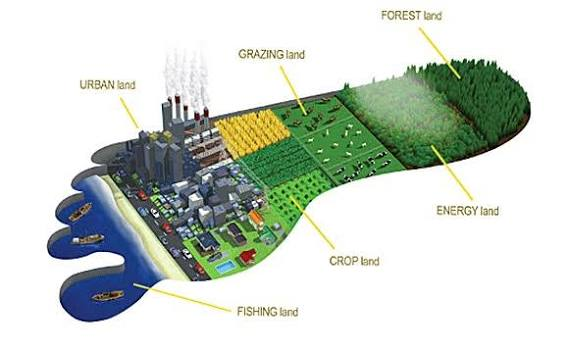 FOREST land
GRAZING land
URBAN land
ENERGY land
CROP land
FISHING land